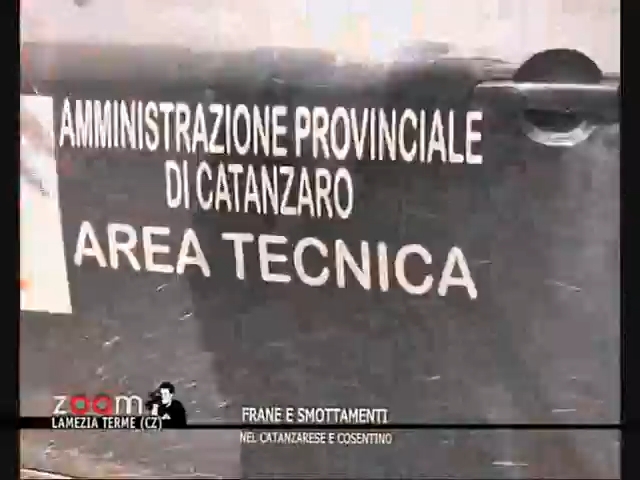 AMMINISTRAZIONE PROVINCIALE
DI CATANZARO
AREA TECNICA
zoom
LAMEZIA TERME (CZ)
FRANE E SMOTTAMENTI
NEL CATANZARESE E COSENTINO